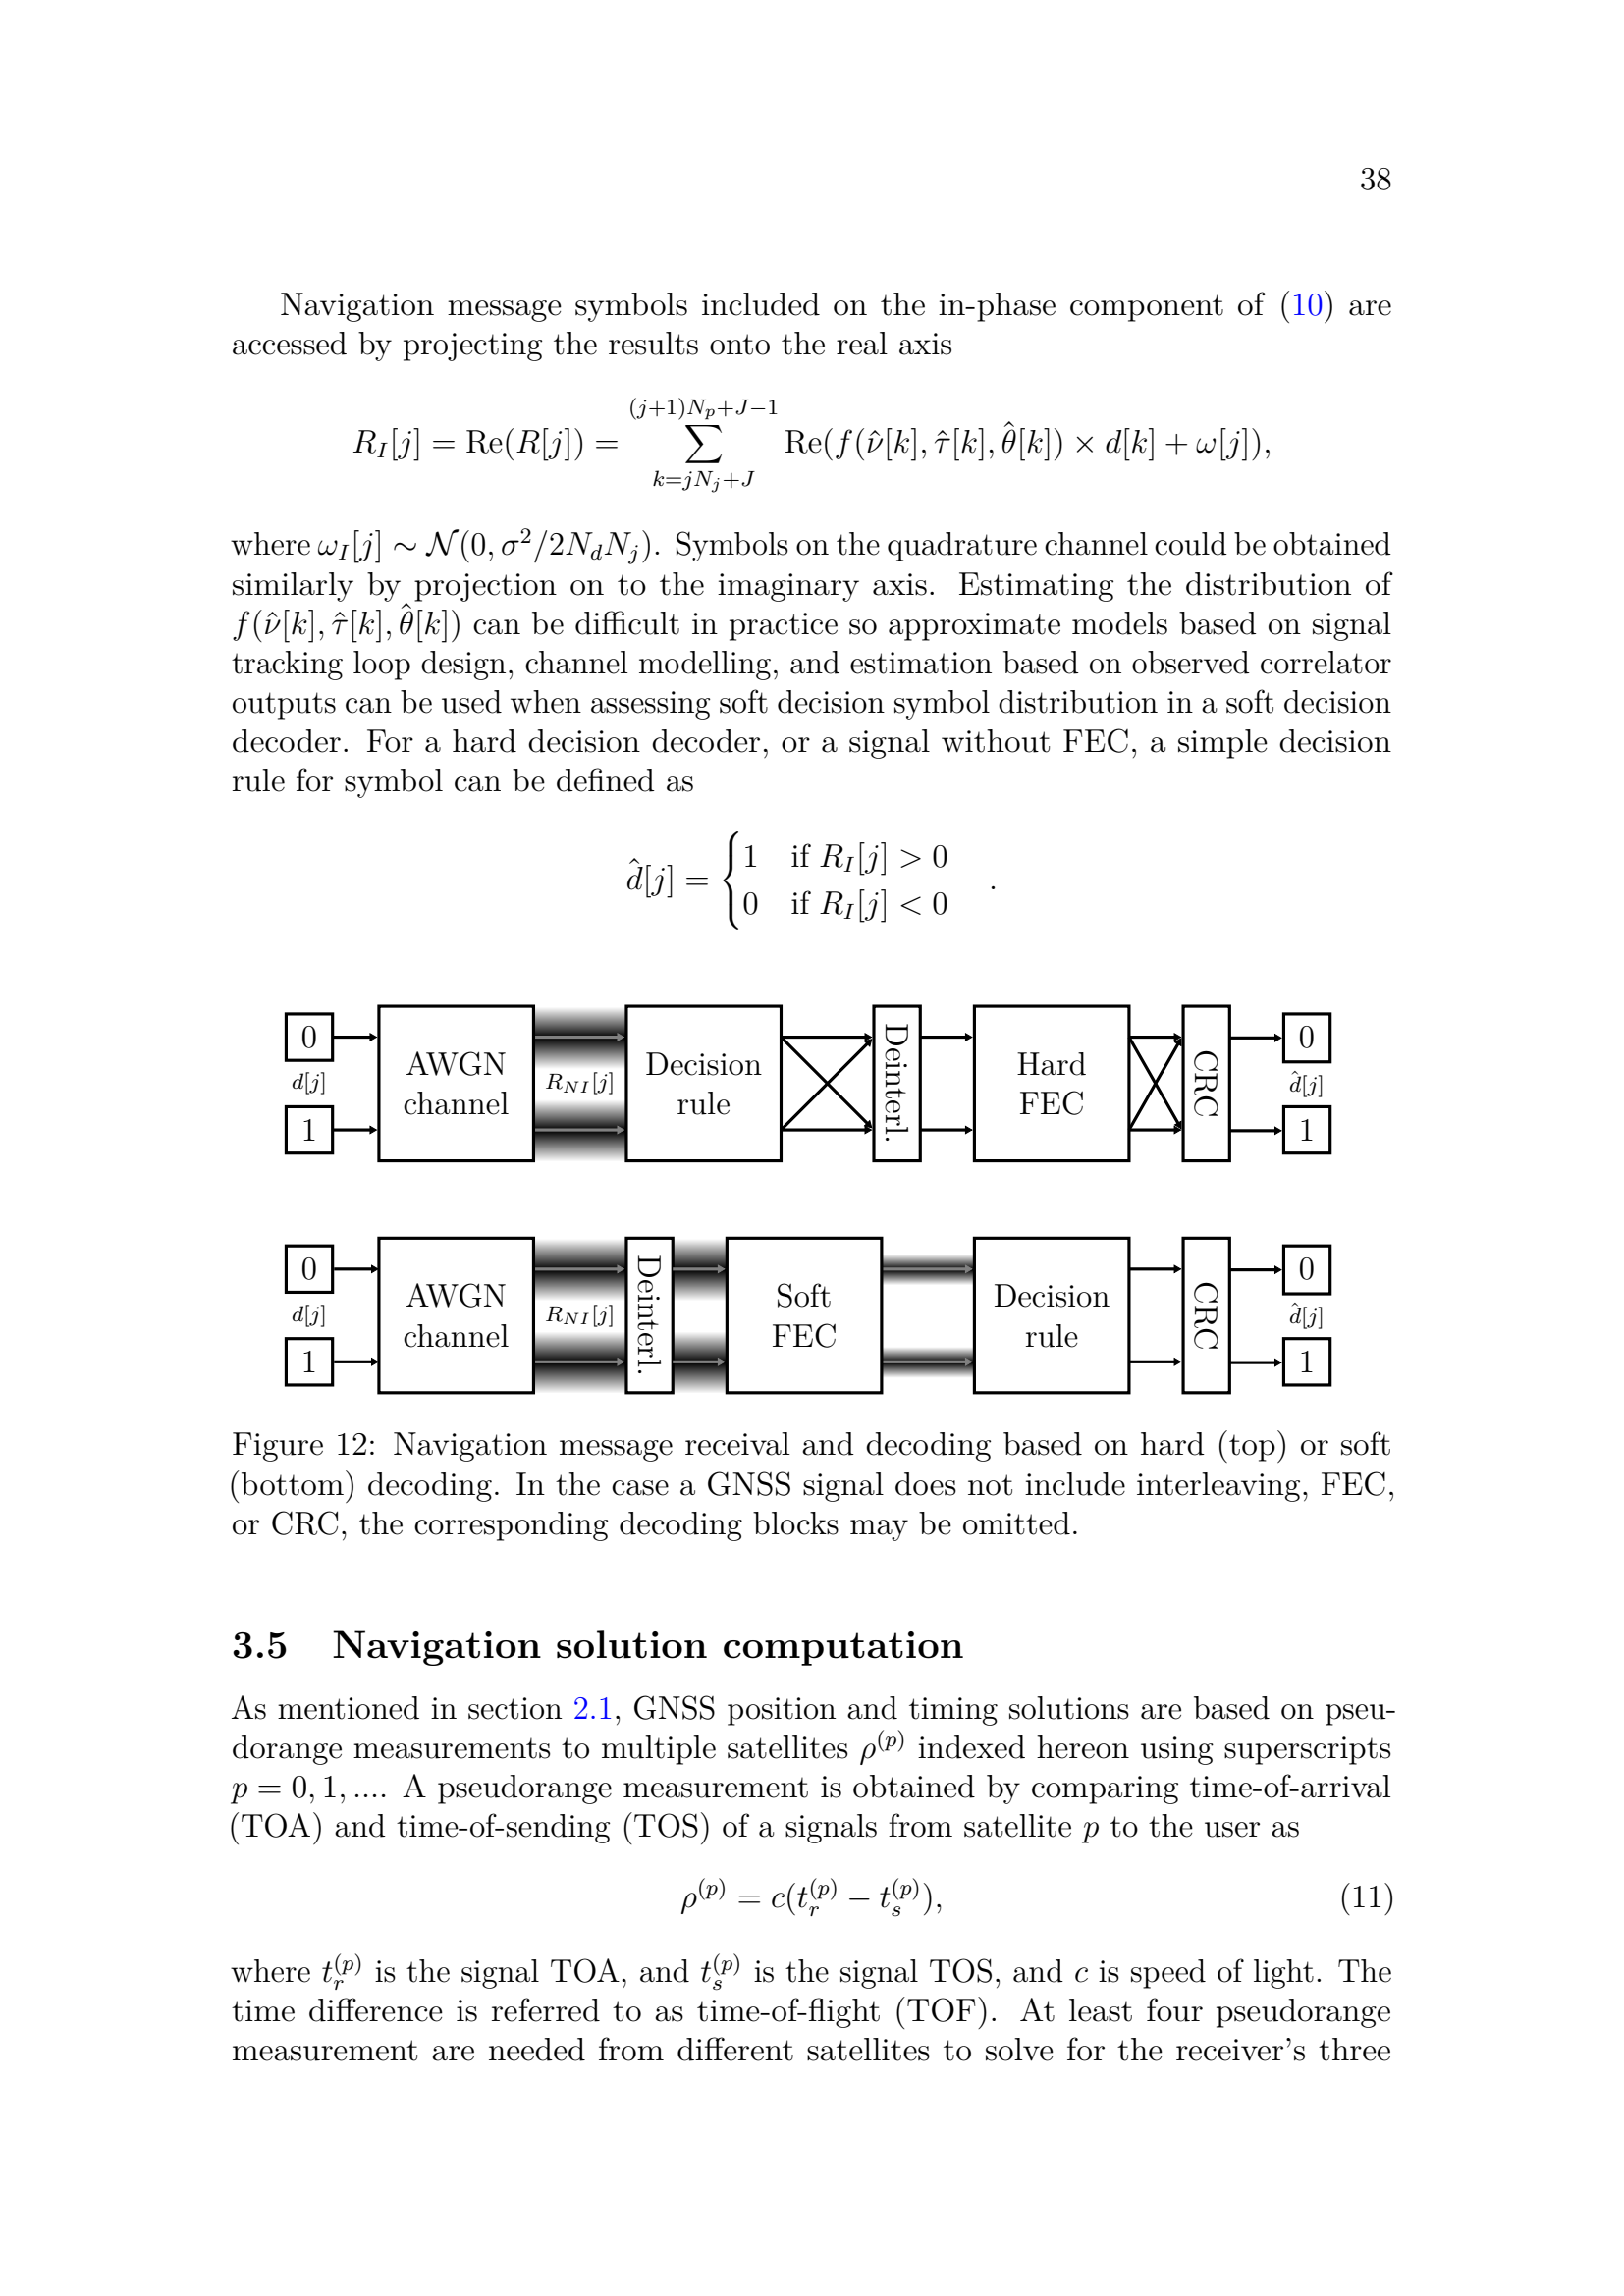 38
Navigation message symbols included on the in-phase component of (10) are
accessed by projecting the results onto the real axis
R_I[j] = Re(R[j]) = \sum_{k=jN_j+J}^{(j+1)N_p+J-1} Re(f(\hat{ν}[k], \hat{τ}[k], \hat{θ}[k]) × d[k] + ω[j]),
where ω_I[j] ∼ 𝒩(0, σ²/2N_dN_j). Symbols on the quadrature channel could be obtained
similarly by projection on to the imaginary axis. Estimating the distribution of
f(\hat{ν}[k], \hat{τ}[k], \hat{θ}[k]) can be difficult in practice so approximate models based on signal
tracking loop design, channel modelling, and estimation based on observed correlator
outputs can be used when assessing soft decision symbol distribution in a soft decision
decoder. For a hard decision decoder, or a signal without FEC, a simple decision
rule for symbol can be defined as
\hat{d}[j] = { 1 if R_I[j] > 0
0 if R_I[j] < 0 .
0
d[j]
1
AWGN
channel
R_{NI}[j]
Decision
rule
Deinterl.
Hard
FEC
CRC
0
\hat{d}[j]
1
0
d[j]
1
AWGN
channel
R_{NI}[j]
Deinterl.
Soft
FEC
Decision
rule
CRC
0
\hat{d}[j]
1
Figure 12: Navigation message receival and decoding based on hard (top) or soft
(bottom) decoding. In the case a GNSS signal does not include interleaving, FEC,
or CRC, the corresponding decoding blocks may be omitted.
3.5 Navigation solution computation
As mentioned in section 2.1, GNSS position and timing solutions are based on pseu-
dorange measurements to multiple satellites ρ^{(p)} indexed hereon using superscripts
p = 0, 1, .... A pseudorange measurement is obtained by comparing time-of-arrival
(TOA) and time-of-sending (TOS) of a signals from satellite p to the user as
ρ^{(p)} = c(t_r^{(p)} − t_s^{(p)}), (11)
where t_r^{(p)} is the signal TOA, and t_s^{(p)} is the signal TOS, and c is speed of light. The
time difference is referred to as time-of-flight (TOF). At least four pseudorange
measurement are needed from different satellites to solve for the receiver's three